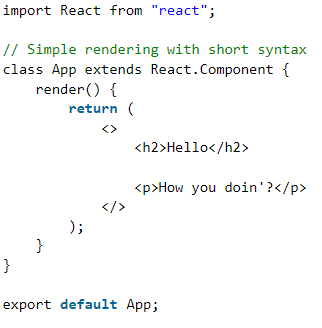 import React from "react";

// Simple rendering with short syntax
class App extends React.Component {
    render() {
        return (
            <>
                <h2>Hello</h2>

                <p>How you doin'?</p>
            </>
        );
    }
}

export default App;